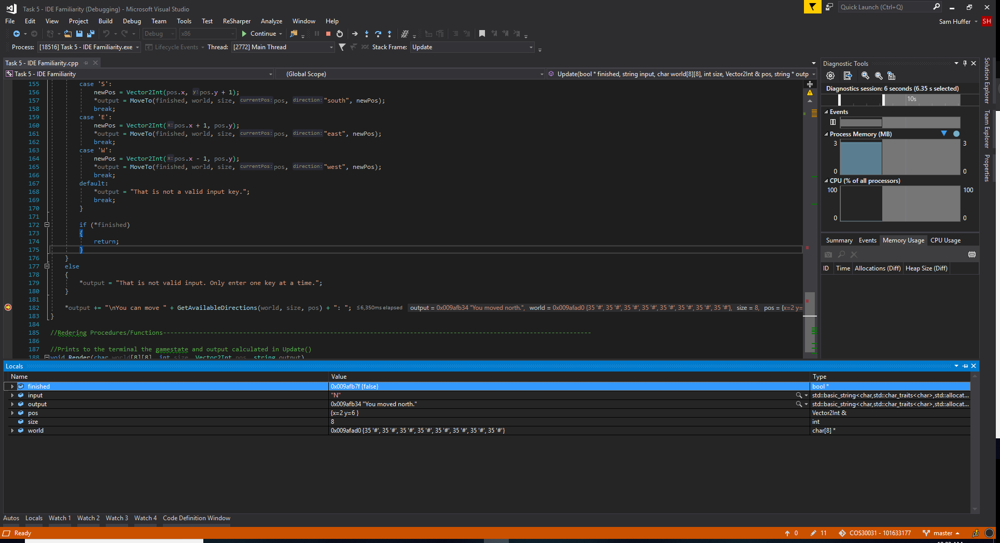 Task 5 - IDE Familiarity (Debugging) - Microsoft Visual Studio
Quick Launch (Ctrl+Q)
File Edit View Project Build Debug Team Tools Test ReSharper Analyze Window Help
Sam Huffer SH
Debug x86 Continue
Process: [18516] Task 5 - IDE Familiarity.exe Lifecycle Events Thread: [2772] Main Thread Stack Frame: Update
Task 5 - IDE Familiarity.cpp
Task 5 - IDE Familiarity (Global Scope) Update(bool * finished, string input, char world[8][8], int size, Vector2Int & pos, string * outp
155 case 'S':
156 newPos = Vector2Int(pos.x, y: pos.y + 1);
157 *output = MoveTo(finished, world, size, currentPos: pos, direction: "south", newPos);
158 break;
159 case 'E':
160 newPos = Vector2Int(x: pos.x + 1, pos.y);
161 *output = MoveTo(finished, world, size, currentPos: pos, direction: "east", newPos);
162 break;
163 case 'W':
164 newPos = Vector2Int(x: pos.x - 1, pos.y);
165 *output = MoveTo(finished, world, size, currentPos: pos, direction: "west", newPos);
166 break;
167 default:
168 *output = "That is not a valid input key.";
169 break;
170 }
171
172 if (*finished)
173 {
174 return;
175 }
176 }
177 else
178 {
179 *output = "That is not valid input. Only enter one key at a time.";
180 }
181
182 *output += "\nYou can move " + GetAvailableDirections(world, size, pos) + ": "; ≤6,350ms elapsed output = 0x009afb34 "You moved north.", world = 0x009afad0 {35 '#', 35 '#', 35 '#', 35 '#', 35 '#', 35 '#', 35 '#', 35 '#'}, size = 8, pos = {x=2 y=
183 }
184
185 //Redering Procedures/Functions----------------------------------------------------------------------------------------------------------------------
186
187 //Prints to the terminal the gamestate and output calculated in Update()
188 void Render(char world[8][8], int size, Vector2Int pos, string output)
Diagnostic Tools
Diagnostics session: 6 seconds (6.35 s selected)
10s
Events
Process Memory (MB)
3 3
0 0
CPU (% of all processors)
100 100
0 0
Summary Events Memory Usage CPU Usage
ID Time Allocations (Diff) Heap Size (Diff)
Solution Explorer
Team Explorer
Properties
Locals
Name Value Type
finished 0x009afb7f {false} bool *
input "N" std::basic_string<char,std::char_traits<char>,std::allocat...
output 0x009afb34 "You moved north." std::basic_string<char,std::char_traits<char>,std::allocat...
pos {x=2 y=6 } Vector2Int &
size 8 int
world 0x009afad0 {35 '#', 35 '#', 35 '#', 35 '#', 35 '#', 35 '#', 35 '#', 35 '#'} char[8] *
Autos Locals Watch 1 Watch 2 Watch 3 Watch 4 Code Definition Window
Ready 0 11 COS30031 - 101633177 master